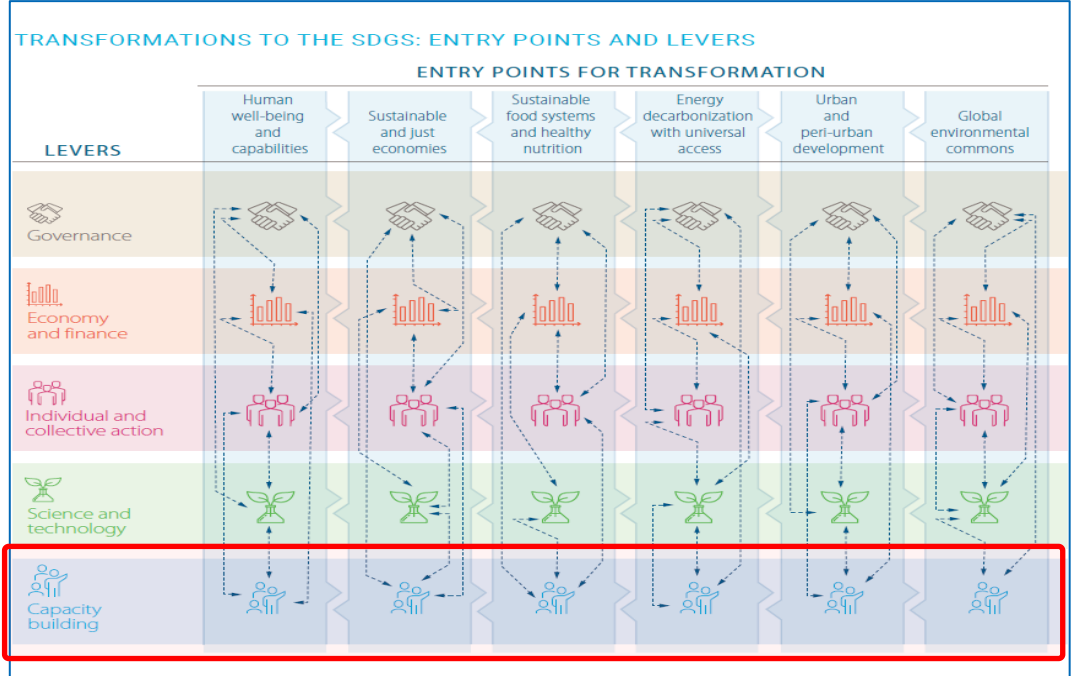 TRANSFORMATIONS TO THE SDGS: ENTRY POINTS AND LEVERS
ENTRY POINTS FOR TRANSFORMATION
LEVERS
Human
well-being
and
capabilities
Sustainable
and just
economies
Sustainable
food systems
and healthy
nutrition
Energy
decarbonization
with universal
access
Urban
and
peri-urban
development
Global
environmental
commons
Governance
Economy
and finance
Individual and
collective action
Science and
technology
Capacity
building